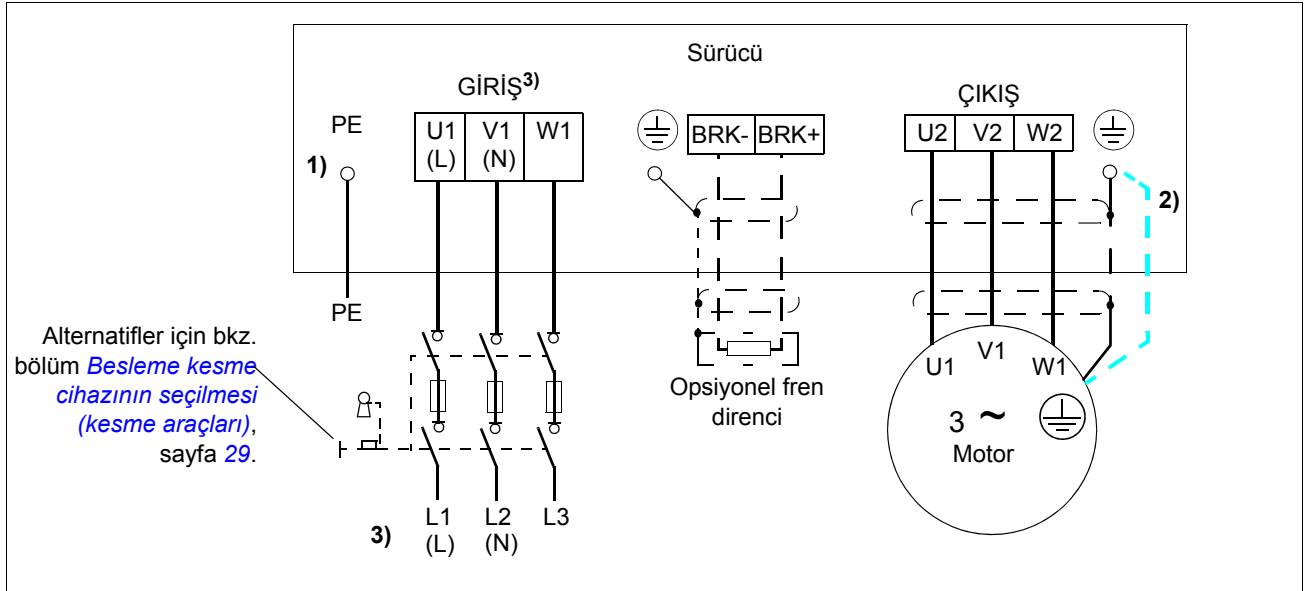 Sürücü
GİRİŞ3)
ÇIKIŞ
PE
U1
(L)
V1
(N)
W1
BRK-
BRK+
U2
V2
W2
1)
2)
PE
Alternatifler için bkz.
bölüm Besleme kesme
cihazının seçilmesi
(kesme araçları),
sayfa 29.
Opsiyonel fren
direnci
U1
V1
W1
3 ~
Motor
3)
L1
(L)
L2
(N)
L3